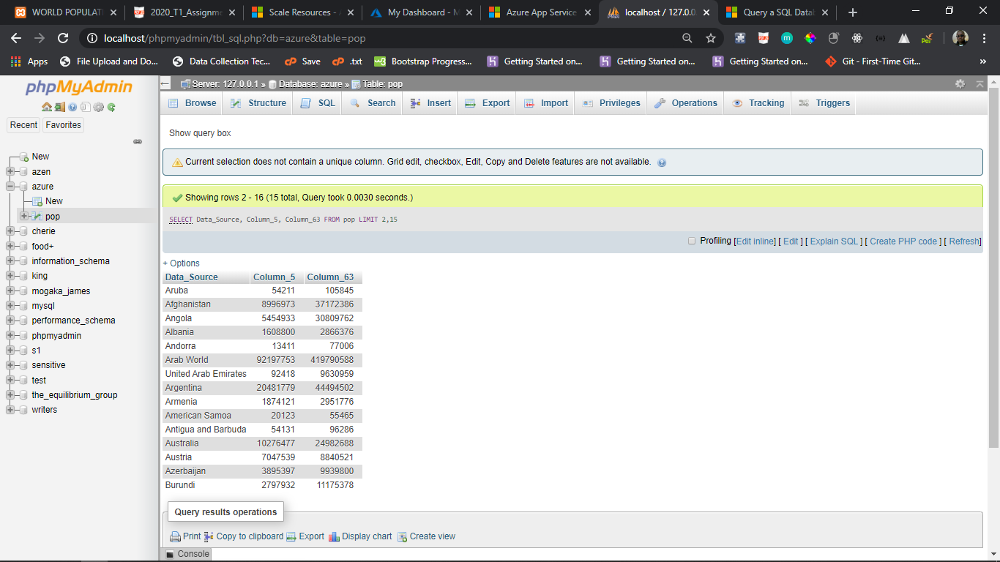 WORLD POPULAT
2020_T1_Assignme
Scale Resources - A
My Dashboard - M
Azure App Service
localhost / 127.0.0.
Query a SQL Datab
localhost/phpmyadmin/tbl_sql.php?db=azure&table=pop
Apps File Upload and Do... Data Collection Tec... Save .txt Bootstrap Progress... Getting Started on... Getting Started on... Getting Started on... Git - First-Time Git... »
phpMyAdmin
Recent Favorites
New
azen
azure
New
pop
cherie
food+
information_schema
king
mogaka_james
mysql
performance_schema
phpmyadmin
s1
sensitive
test
the_equilibrium_group
writers
Server: 127.0.0.1 » Database: azure » Table: pop
Browse Structure SQL Search Insert Export Import Privileges Operations Tracking Triggers
Show query box
Current selection does not contain a unique column. Grid edit, checkbox, Edit, Copy and Delete features are not available.
Showing rows 2 - 16 (15 total, Query took 0.0030 seconds.)
SELECT Data_Source, Column_5, Column_63 FROM pop LIMIT 2,15
Profiling [Edit inline] [ Edit ] [ Explain SQL ] [ Create PHP code ] [ Refresh]
+ Options
Data_Source Column_5 Column_63
Aruba 54211 105845
Afghanistan 8996973 37172386
Angola 5454933 30809762
Albania 1608800 2866376
Andorra 13411 77006
Arab World 92197753 419790588
United Arab Emirates 92418 9630959
Argentina 20481779 44494502
Armenia 1874121 2951776
American Samoa 20123 55465
Antigua and Barbuda 54131 96286
Australia 10276477 24982688
Austria 7047539 8840521
Azerbaijan 3895397 9939800
Burundi 2797932 11175378
Query results operations
Print Copy to clipboard Export Display chart Create view
Console